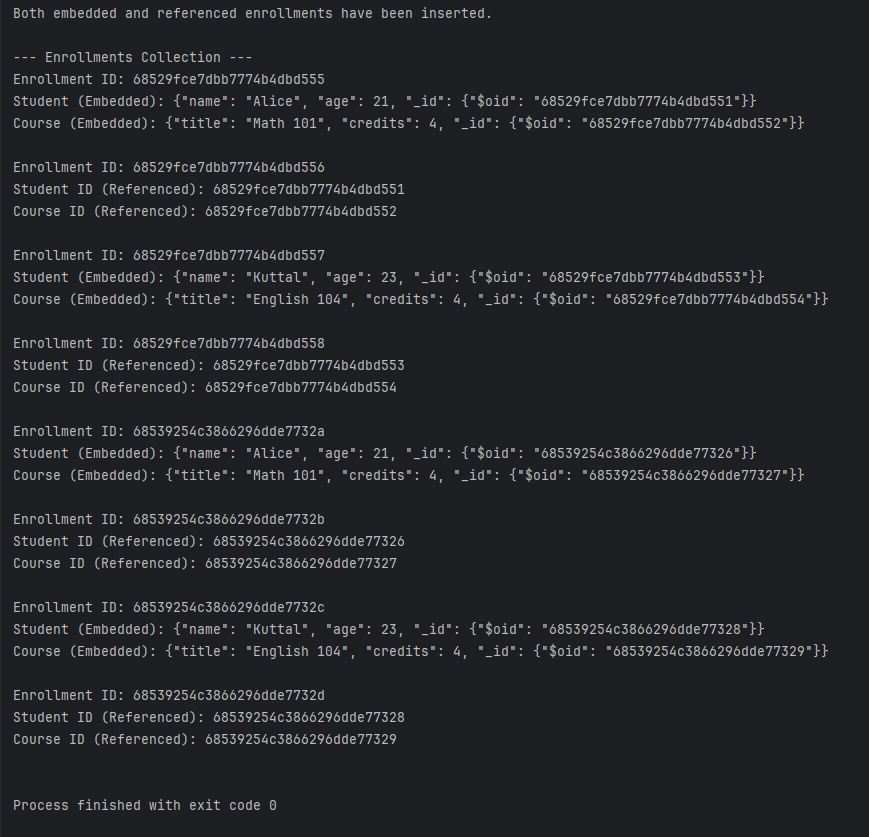 Both embedded and referenced enrollments have been inserted.
--- Enrollments Collection ---
Enrollment ID: 68529fce7dbb7774b4dbd555
Student (Embedded): {"name": "Alice", "age": 21, "_id": {"$oid": "68529fce7dbb7774b4dbd551"}}
Course (Embedded): {"title": "Math 101", "credits": 4, "_id": {"$oid": "68529fce7dbb7774b4dbd552"}}
Enrollment ID: 68529fce7dbb7774b4dbd556
Student ID (Referenced): 68529fce7dbb7774b4dbd551
Course ID (Referenced): 68529fce7dbb7774b4dbd552
Enrollment ID: 68529fce7dbb7774b4dbd557
Student (Embedded): {"name": "Kuttal", "age": 23, "_id": {"$oid": "68529fce7dbb7774b4dbd553"}}
Course (Embedded): {"title": "English 104", "credits": 4, "_id": {"$oid": "68529fce7dbb7774b4dbd554"}}
Enrollment ID: 68529fce7dbb7774b4dbd558
Student ID (Referenced): 68529fce7dbb7774b4dbd553
Course ID (Referenced): 68529fce7dbb7774b4dbd554
Enrollment ID: 68539254c3866296dde7732a
Student (Embedded): {"name": "Alice", "age": 21, "_id": {"$oid": "68539254c3866296dde77326"}}
Course (Embedded): {"title": "Math 101", "credits": 4, "_id": {"$oid": "68539254c3866296dde77327"}}
Enrollment ID: 68539254c3866296dde7732b
Student ID (Referenced): 68539254c3866296dde77326
Course ID (Referenced): 68539254c3866296dde77327
Enrollment ID: 68539254c3866296dde7732c
Student (Embedded): {"name": "Kuttal", "age": 23, "_id": {"$oid": "68539254c3866296dde77328"}}
Course (Embedded): {"title": "English 104", "credits": 4, "_id": {"$oid": "68539254c3866296dde77329"}}
Enrollment ID: 68539254c3866296dde7732d
Student ID (Referenced): 68539254c3866296dde77328
Course ID (Referenced): 68539254c3866296dde77329
Process finished with exit code 0